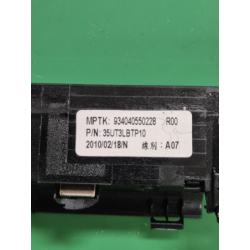 MPTK: 934040550228 R00
P/N: 35UT3LBTP10
2010/02/18/N 線別: A07